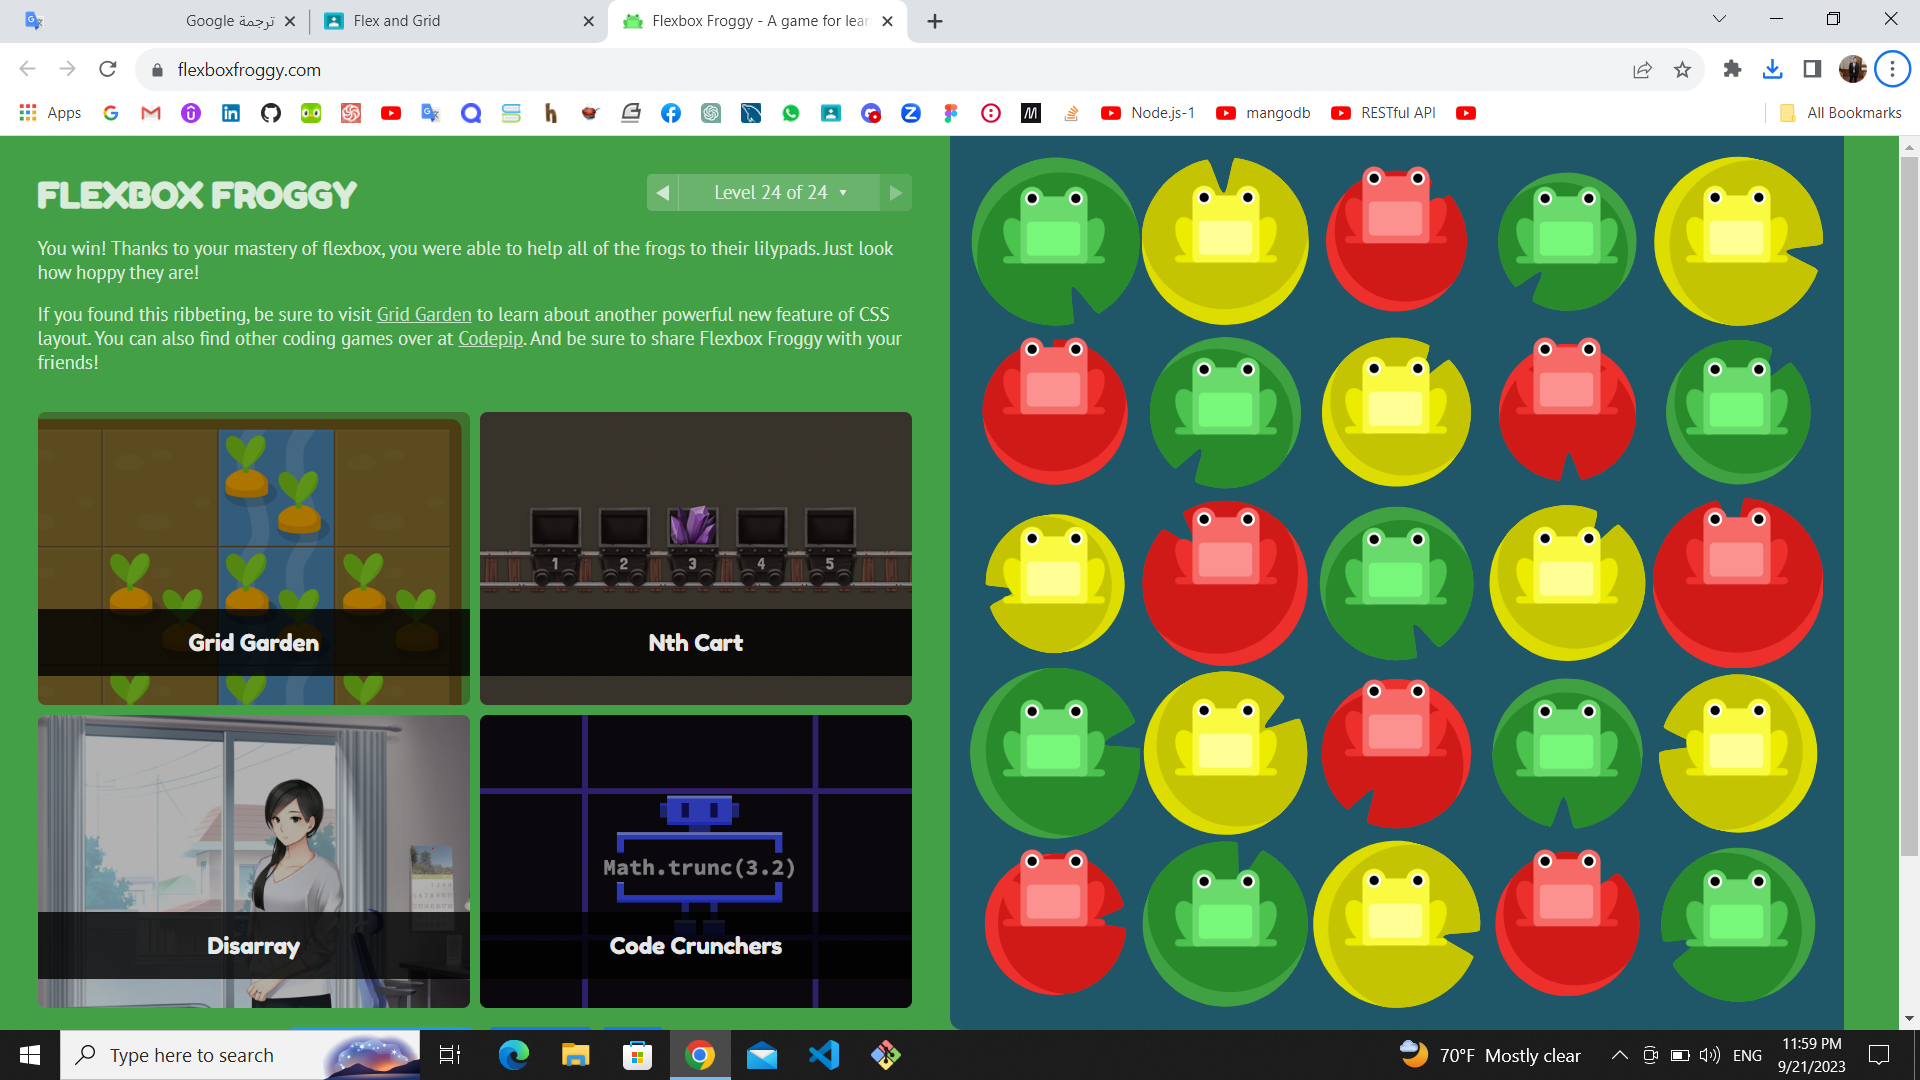 ترجمة Google
Flex and Grid
Flexbox Froggy - A game for lear
flexboxfroggy.com
Apps
Node.js-1
mangodb
RESTful API
All Bookmarks
FLEXBOX FROGGY
Level 24 of 24
You win! Thanks to your mastery of flexbox, you were able to help all of the frogs to their lilypads. Just look
how hoppy they are!
If you found this ribbeting, be sure to visit Grid Garden to learn about another powerful new feature of CSS
layout. You can also find other coding games over at Codepip. And be sure to share Flexbox Froggy with your
friends!
Grid Garden
1 2 3 4 5
Nth Cart
Disarray
Math.trunc(3.2)
Code Crunchers
Type here to search
70°F Mostly clear
ENG
11:59 PM
9/21/2023